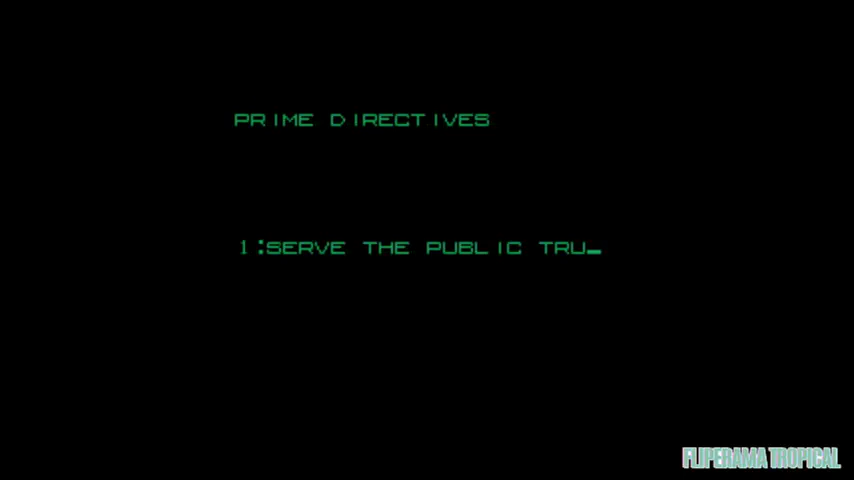 PRIME DIRECTIVES
1:SERVE THE PUBLIC TRU_
FLIPERAMA TROPICAL